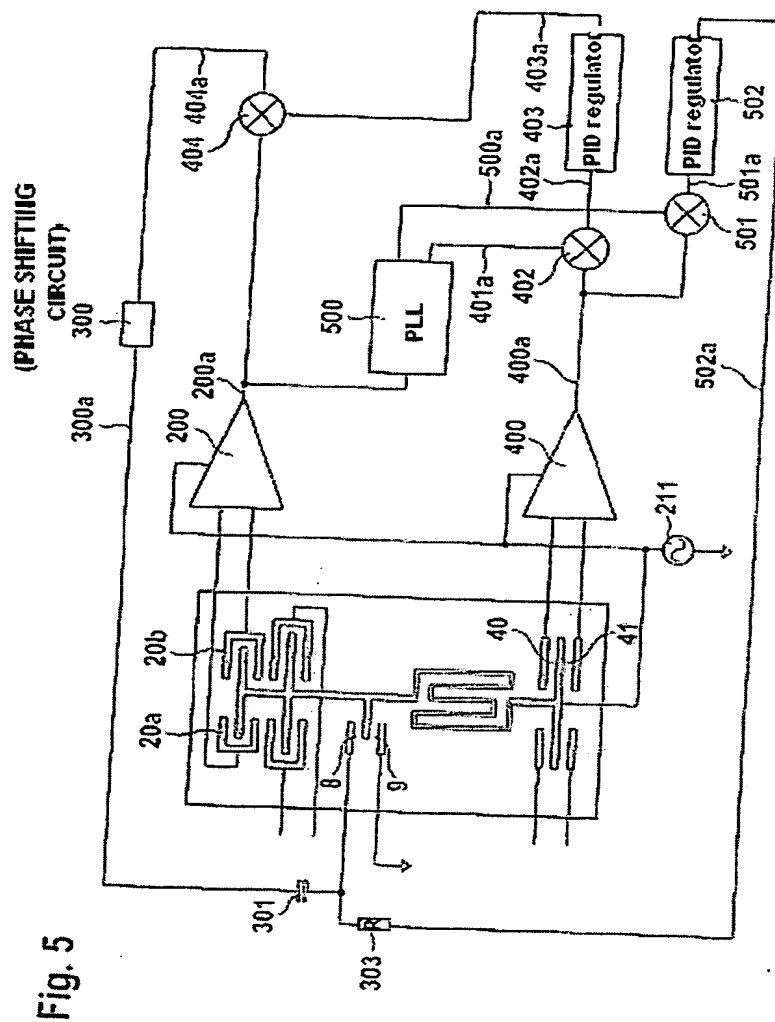 Fig. 5
(PHASE SHIFTING
CIRCUIT)
300a
300
404a
404
403a
403
PID regulator
402a
500a
502
PID regulator
501a
501
402
401a
500
PLL
200a
200
400a
400
502a
211
20b
20a
40
41
8
9
301
R
303